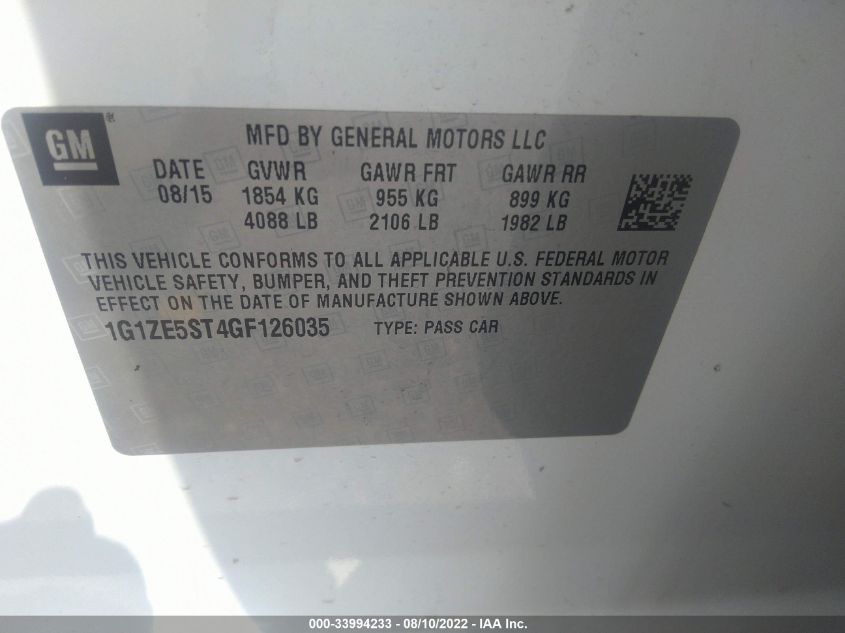 GM
MFD BY GENERAL MOTORS LLC
DATE GVWR GAWR FRT GAWR RR
08/15 1854 KG 955 KG 899 KG
4088 LB 2106 LB 1982 LB
THIS VEHICLE CONFORMS TO ALL APPLICABLE U.S. FEDERAL MOTOR
VEHICLE SAFETY, BUMPER, AND THEFT PREVENTION STANDARDS IN
EFFECT ON THE DATE OF MANUFACTURE SHOWN ABOVE.
1G1ZE5ST4GF126035 TYPE: PASS CAR
000-33994233 - 08/10/2022 - IAA Inc.